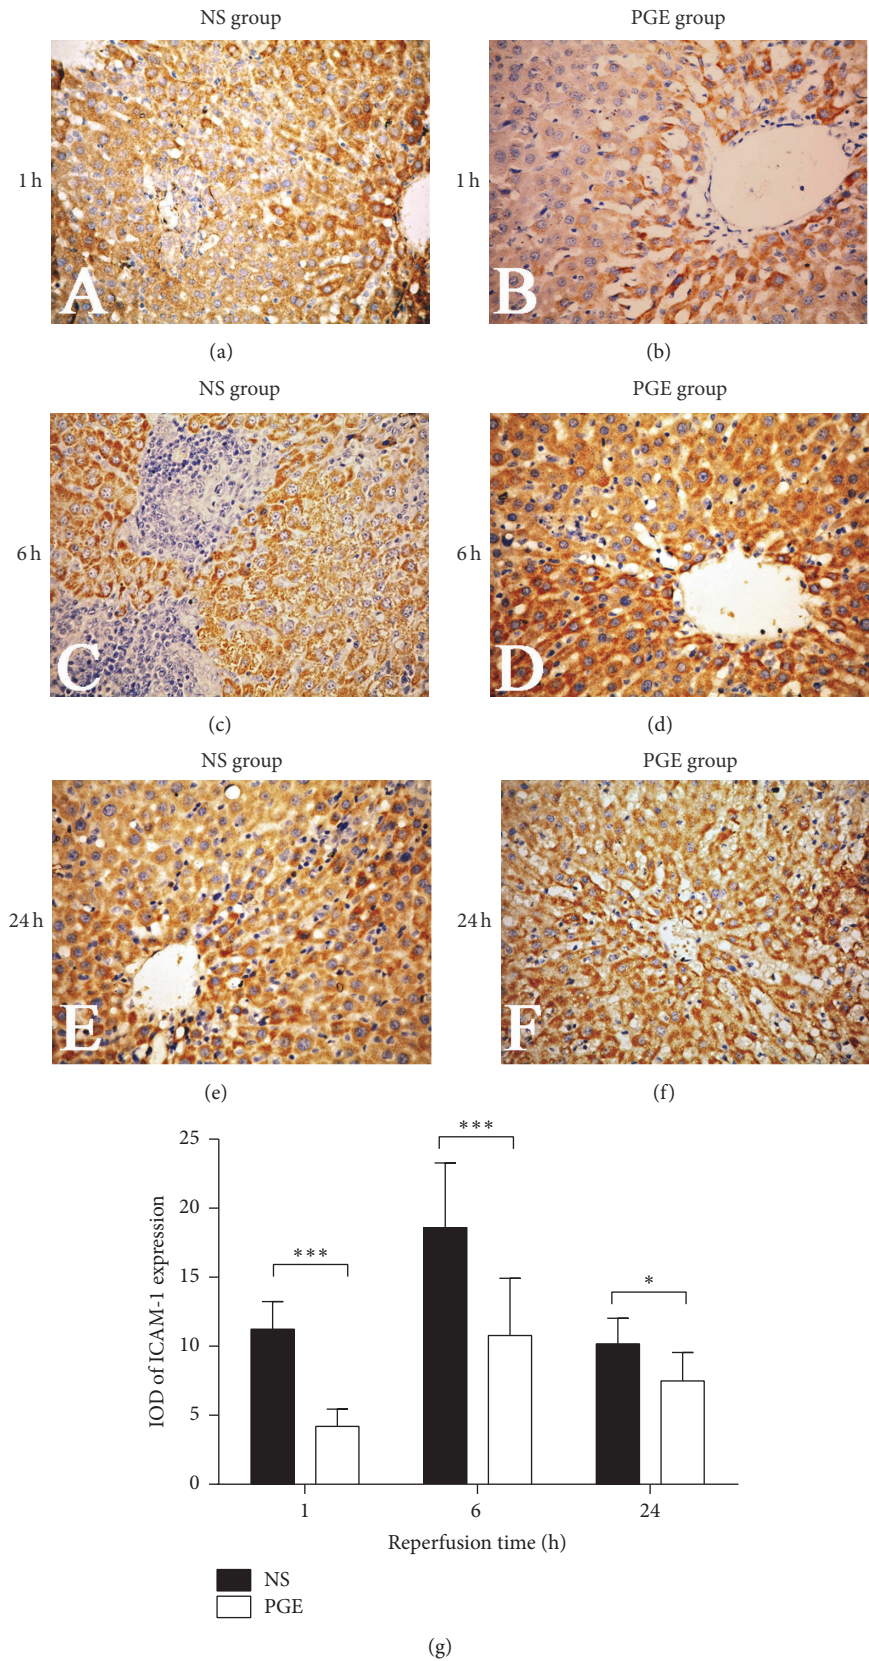 NS group
PGE group
1 h
A
1 h
B
(a)
(b)
NS group
PGE group
6 h
C
6 h
D
(c)
(d)
NS group
PGE group
24 h
E
24 h
F
(e)
(f)
25
20
15
10
5
0
IOD of ICAM-1 expression
***
***
*
1
6
24
Reperfusion time (h)
NS
PGE
(g)